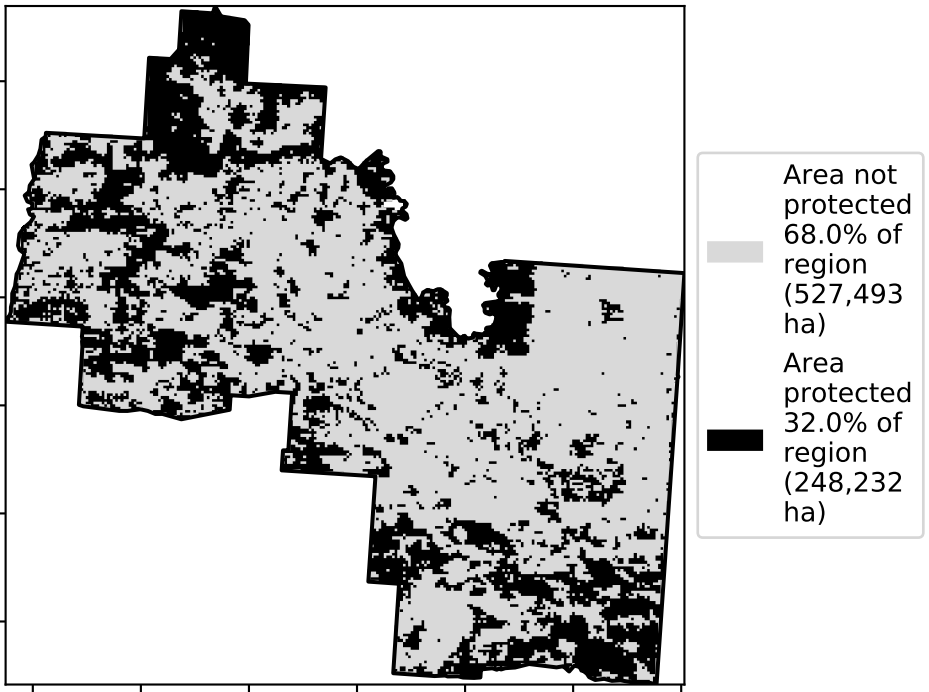 Area not
protected
68.0% of
region
(527,493
ha)
Area
protected
32.0% of
region
(248,232
ha)